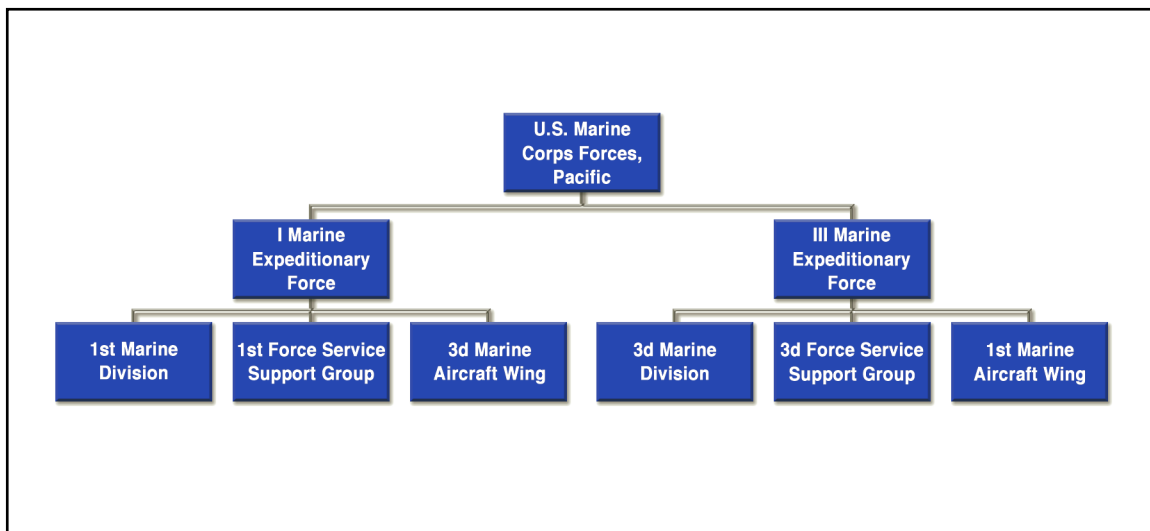 U.S. Marine
Corps Forces,
Pacific
I Marine
Expeditionary
Force
III Marine
Expeditionary
Force
1st Marine
Division
1st Force Service
Support Group
3d Marine
Aircraft Wing
3d Marine
Division
3d Force Service
Support Group
1st Marine
Aircraft Wing